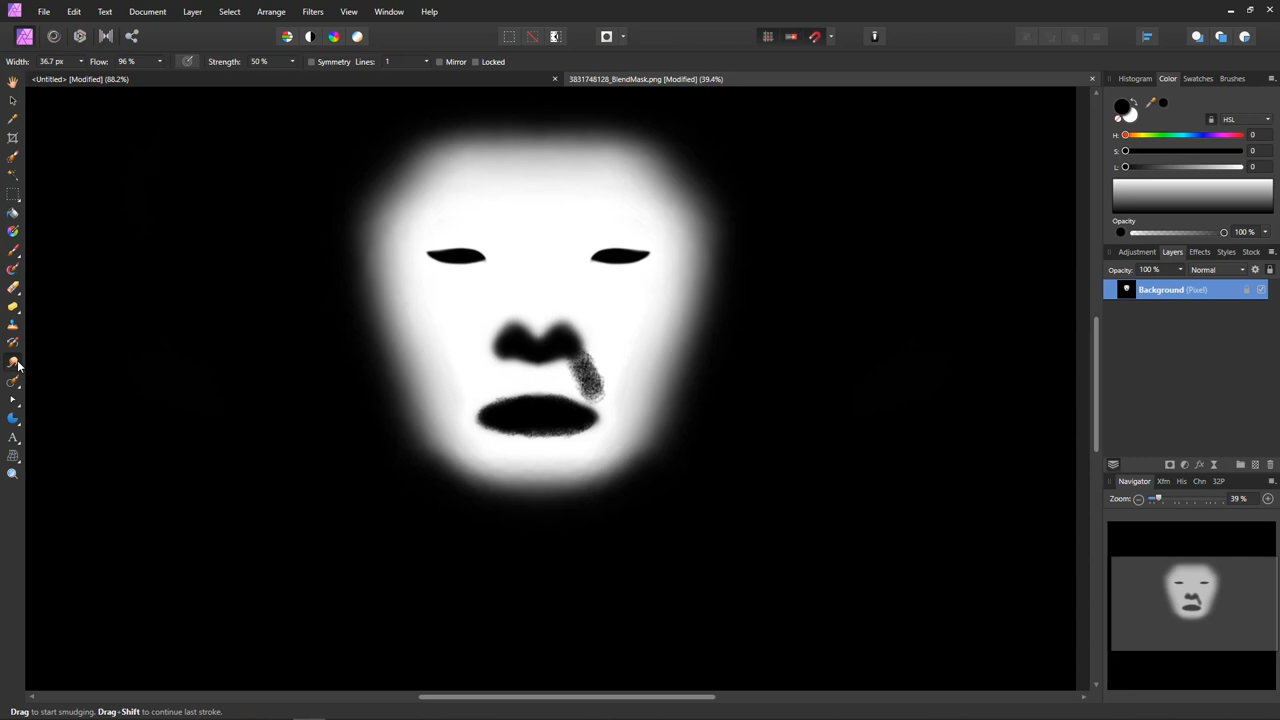 File Edit Text Document Layer Select Arrange Filters View Window Help
Width: 36.7 px Flow: 96 % Strength: 50 % Symmetry Lines: 1 Mirror Locked
<Untitled> [Modified] (88.2%) 3831748128_BlendMask.png [Modified] (39.4%)
Histogram Color Swatches Brushes
HSL
H: 0
S: 0
L: 0
Opacity
100 %
Adjustment Layers Effects Styles Stock
Opacity: 100 % Normal
Background (Pixel)
A
fx
Navigator Xfm His Chn 32P
Zoom: 39 %
Drag to start smudging. Drag+Shift to continue last stroke.